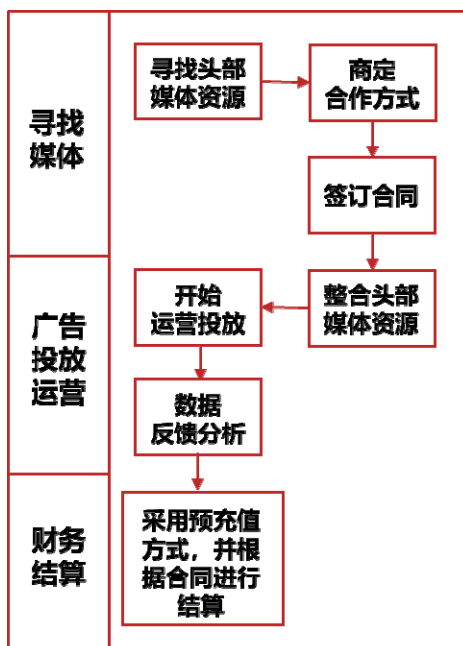 寻找
媒体
寻找头部
媒体资源
商定
合作方式
签订合同
广告
投放
运营
整合头部
媒体资源
开始
运营投放
数据
反馈分析
财务
结算
采用预充值
方式，并根
据合同进行
结算